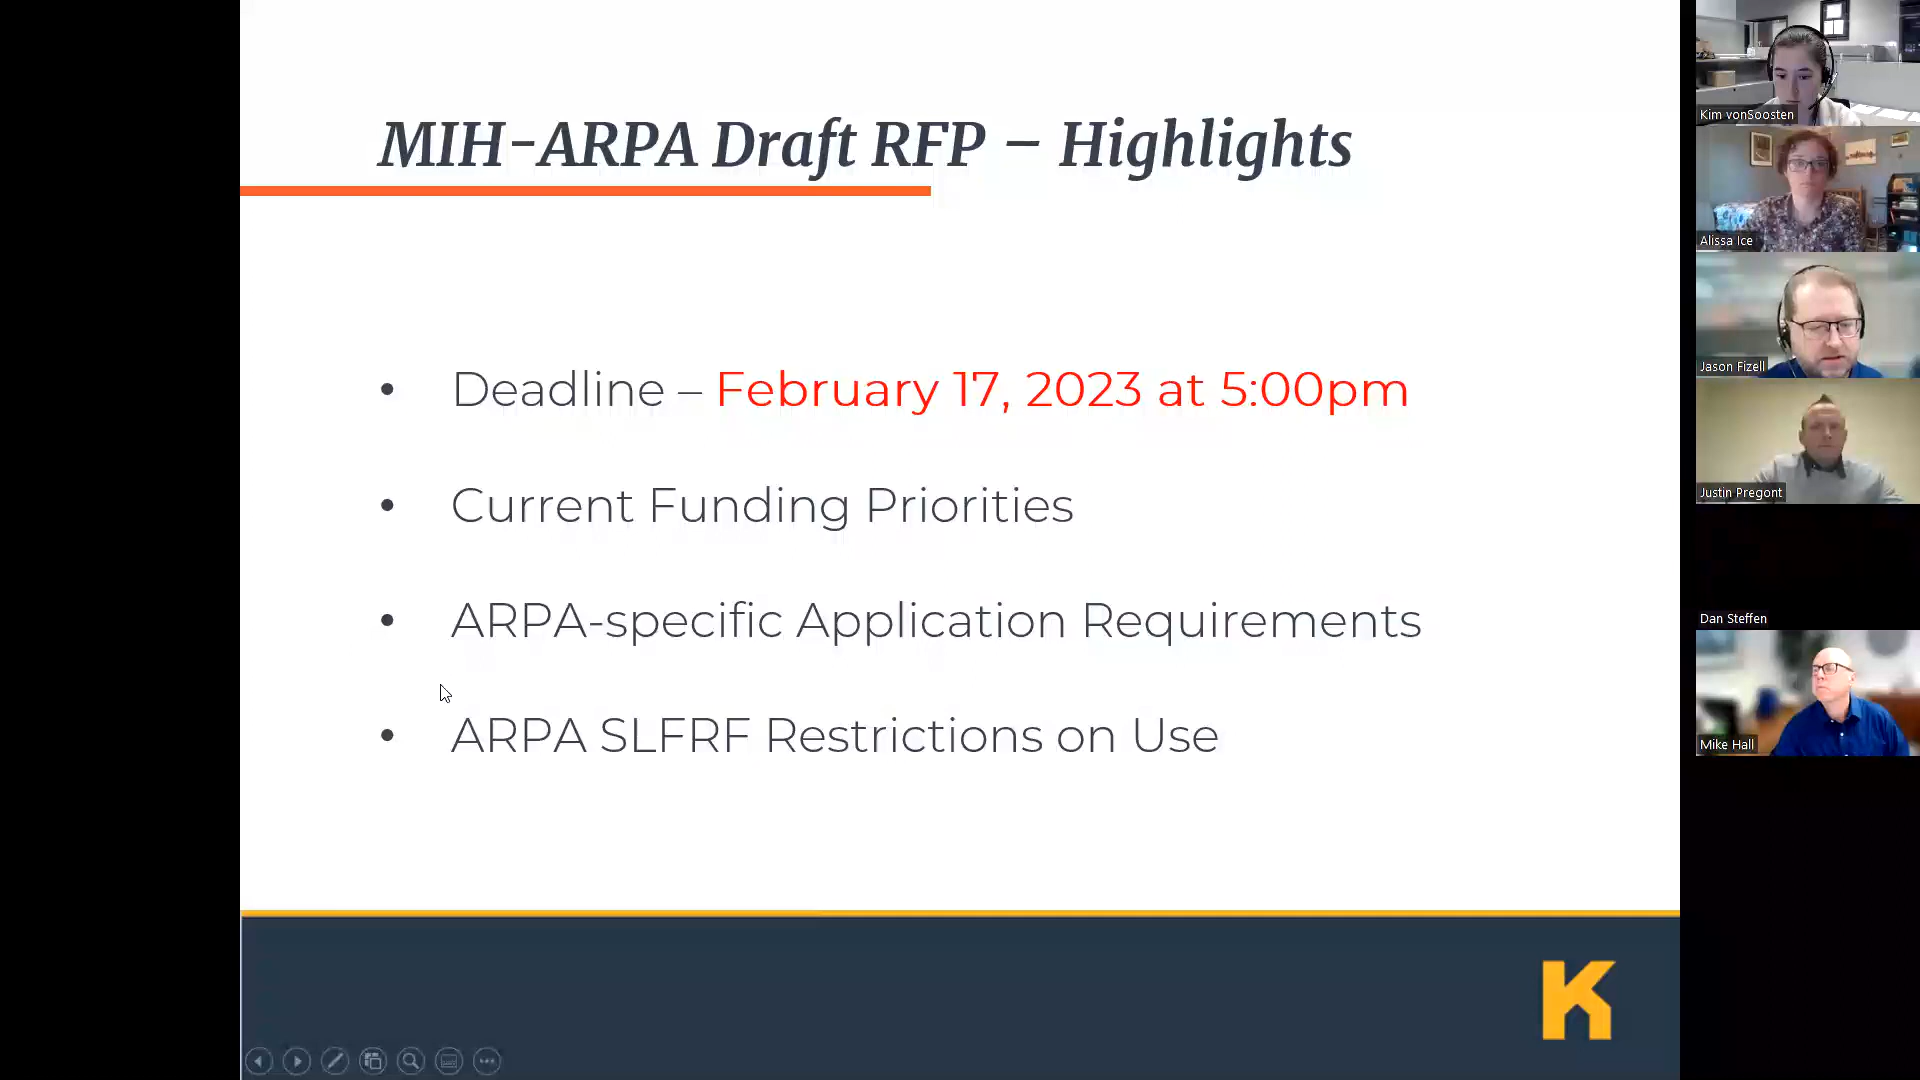 MIH-ARPA Draft RFP – Highlights
• Deadline – February 17, 2023 at 5:00pm
• Current Funding Priorities
• ARPA-specific Application Requirements
• ARPA SLFRF Restrictions on Use
K
Kim vonSoosten
Alissa Ice
Jason Fizell
Justin Pregont
Dan Steffen
Mike Hall